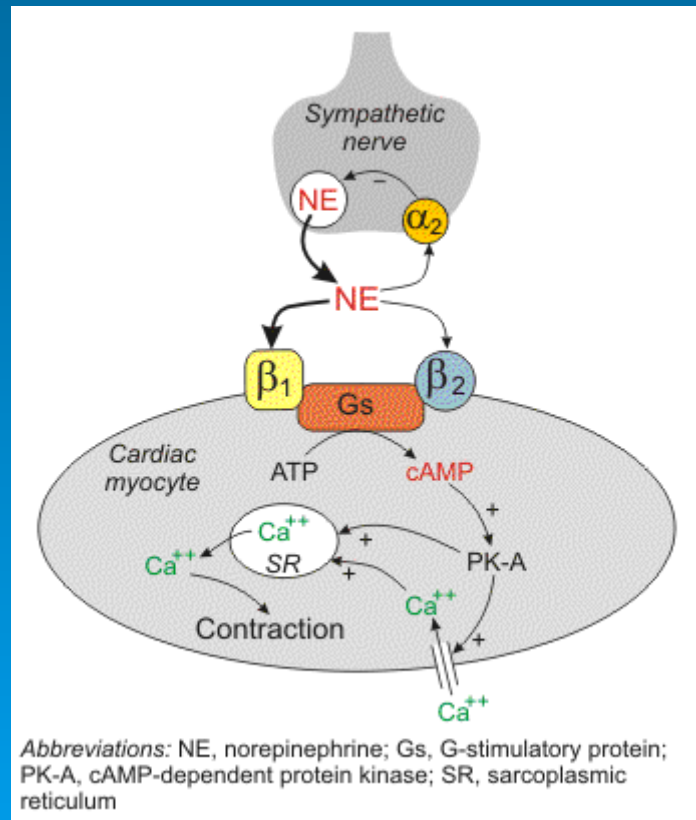 Sympathetic
nerve
NE
−
α₂
NE
β₁
β₂
Gs
Cardiac
myocyte
ATP
cAMP
+
Ca⁺⁺
SR
+
PK-A
Ca⁺⁺
+
Ca⁺⁺
+
Contraction
Ca⁺⁺
Abbreviations: NE, norepinephrine; Gs, G-stimulatory protein;
PK-A, cAMP-dependent protein kinase; SR, sarcoplasmic
reticulum